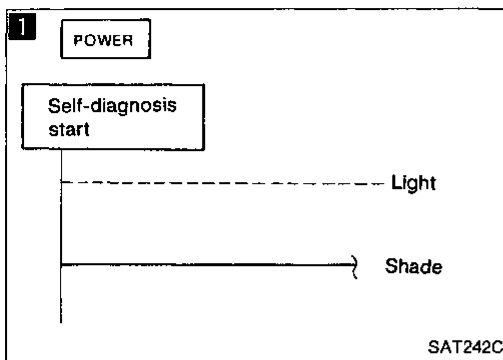 1
POWER
Self-diagnosis
start
Light
Shade
SAT242C